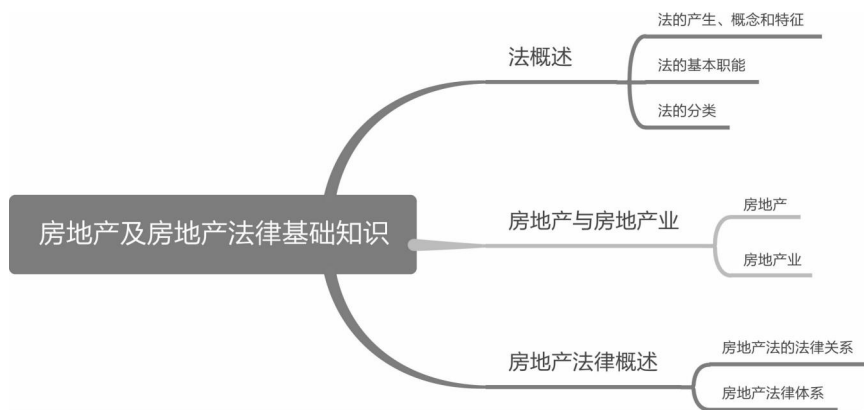 房地产及房地产法律基础知识
法概述
法的产生、概念和特征
法的基本职能
法的分类
房地产与房地产业
房地产
房地产业
房地产法律概述
房地产法的法律关系
房地产法律体系